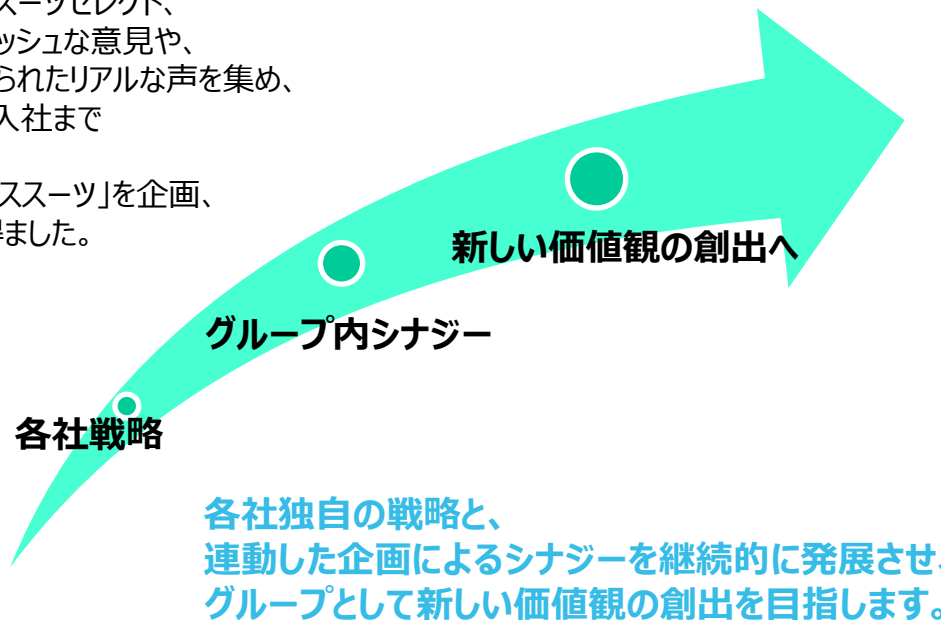 スーツセレクト、
ッシュな意見や、
られたリアルな声を集め、
入社まで
ススーツ」を企画、
得ました。
新しい価値観の創出へ
グループ内シナジー
各社戦略
各社独自の戦略と、
連動した企画によるシナジーを継続的に発展させ、
グループとして新しい価値観の創出を目指します。